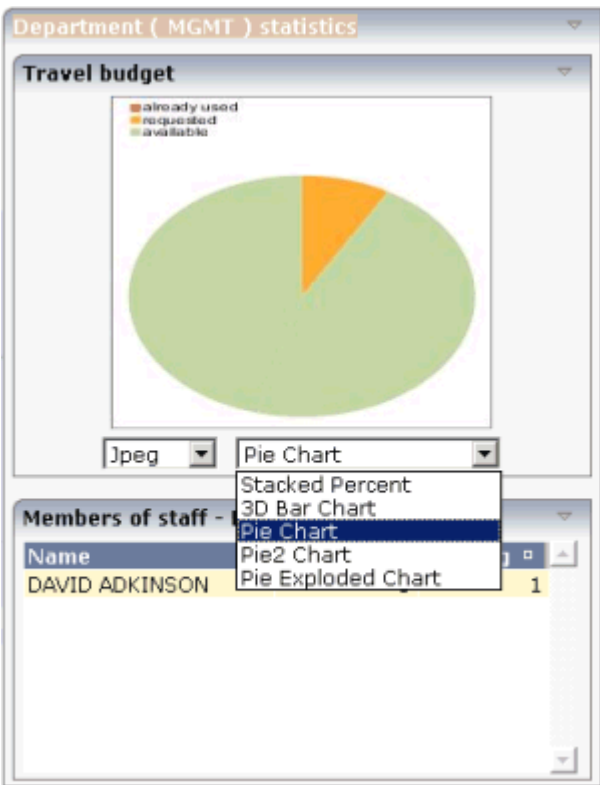 Department ( MGMT ) statistics
Travel budget
already used
requested
available
Jpeg
Pie Chart
Stacked Percent
3D Bar Chart
Pie Chart
Pie2 Chart
Pie Exploded Chart
Members of staff -
Name
DAVID ADKINSON 1